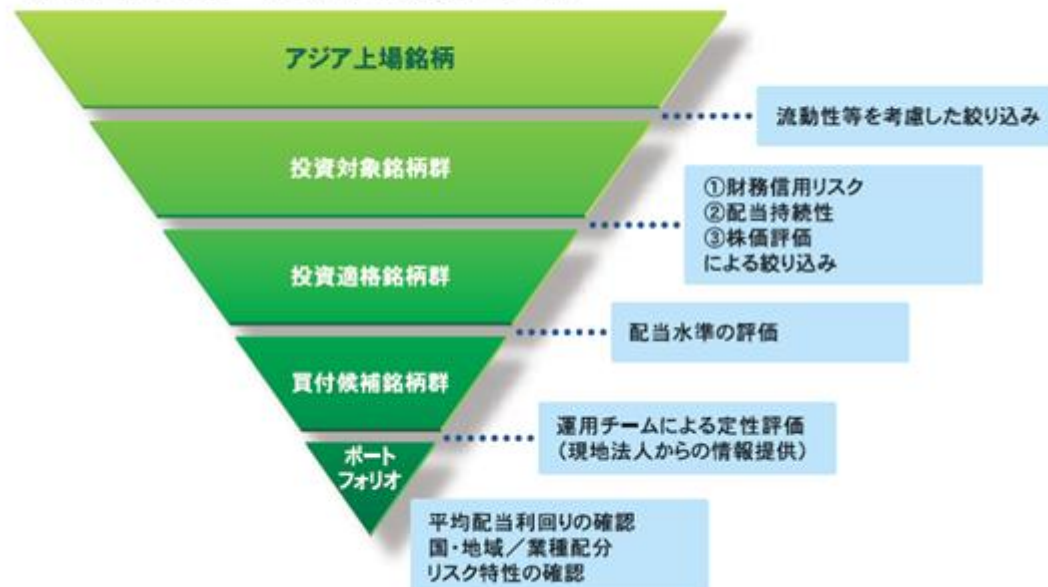 アジア上場銘柄
流動性等を考慮した絞り込み
投資対象銘柄群
①財務信用リスク
②配当持続性
③株価評価
による絞り込み
投資適格銘柄群
配当水準の評価
買付候補銘柄群
運用チームによる定性評価
（現地法人からの情報提供）
ポート
フォリオ
平均配当利回りの確認
国・地域／業種配分
リスク特性の確認